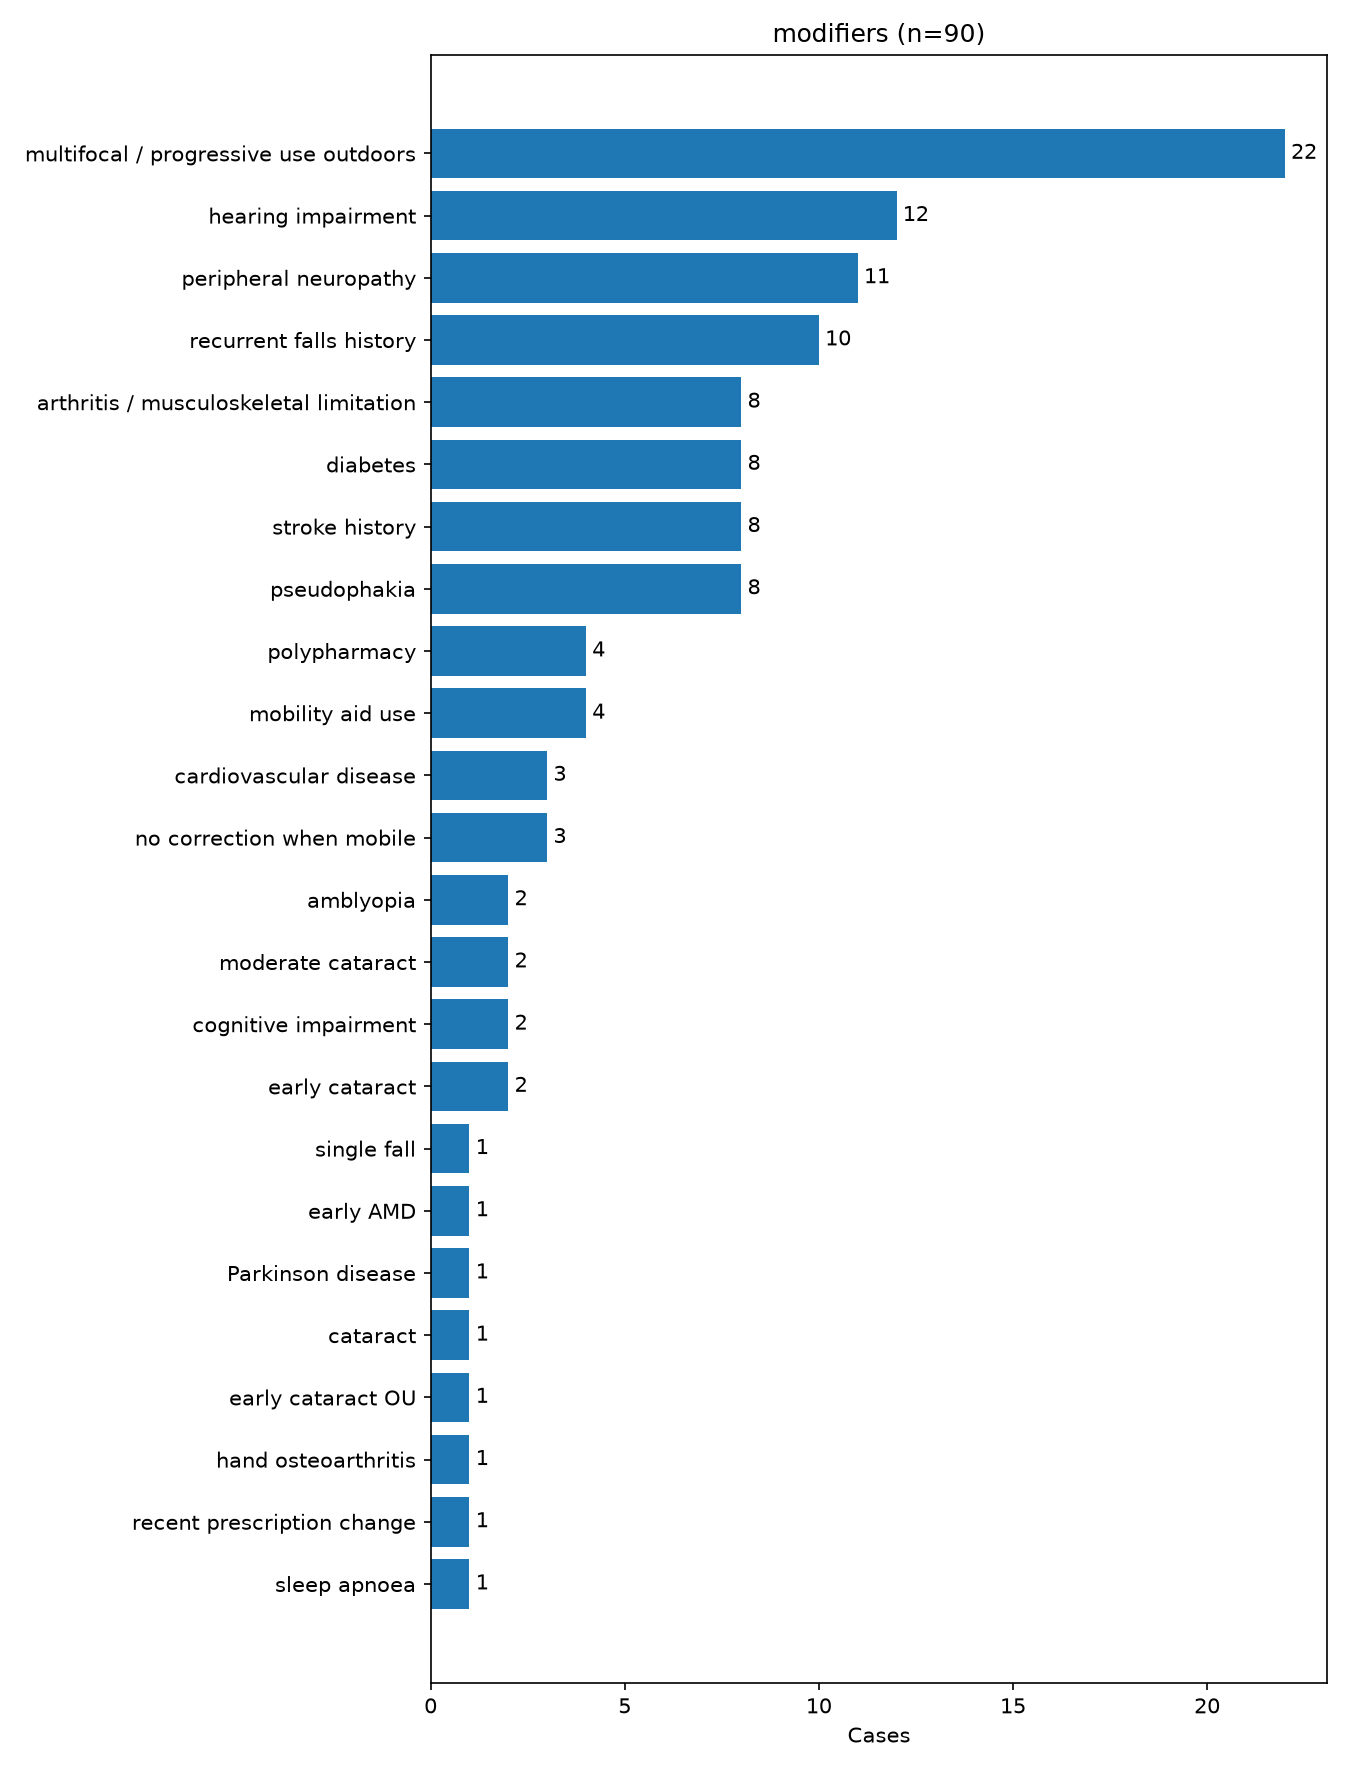 modifiers (n=90)
multifocal / progressive use outdoors 22
hearing impairment 12
peripheral neuropathy 11
recurrent falls history 10
arthritis / musculoskeletal limitation 8
diabetes 8
stroke history 8
pseudophakia 8
polypharmacy 4
mobility aid use 4
cardiovascular disease 3
no correction when mobile 3
amblyopia 2
moderate cataract 2
cognitive impairment 2
early cataract 2
single fall 1
early AMD 1
Parkinson disease 1
cataract 1
early cataract OU 1
hand osteoarthritis 1
recent prescription change 1
sleep apnoea 1
0 5 10 15 20
Cases